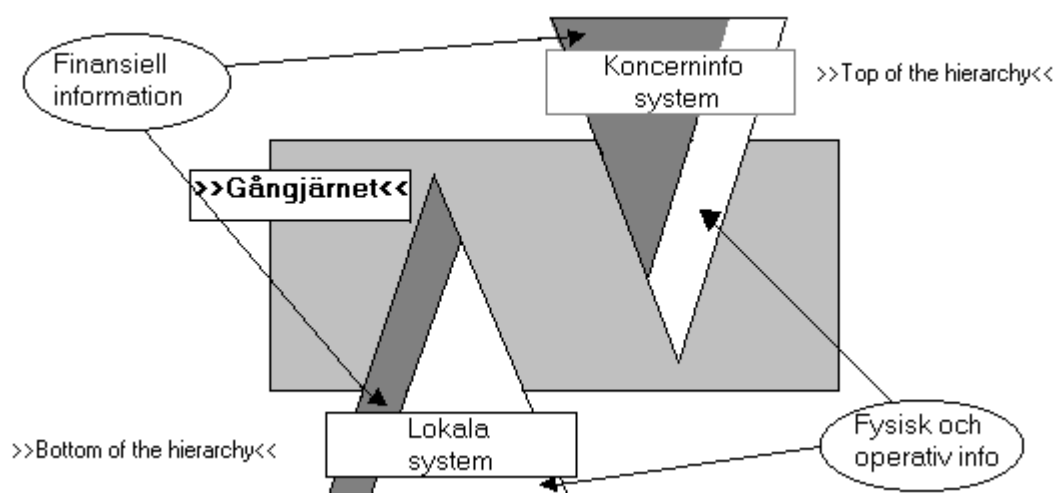 Finansiell
information
Koncerninfo
system
>>Top of the hierarchy<<
>>Gångjärnet<<
Lokala
system
>>Bottom of the hierarchy<<
Fysisk och
operativ info